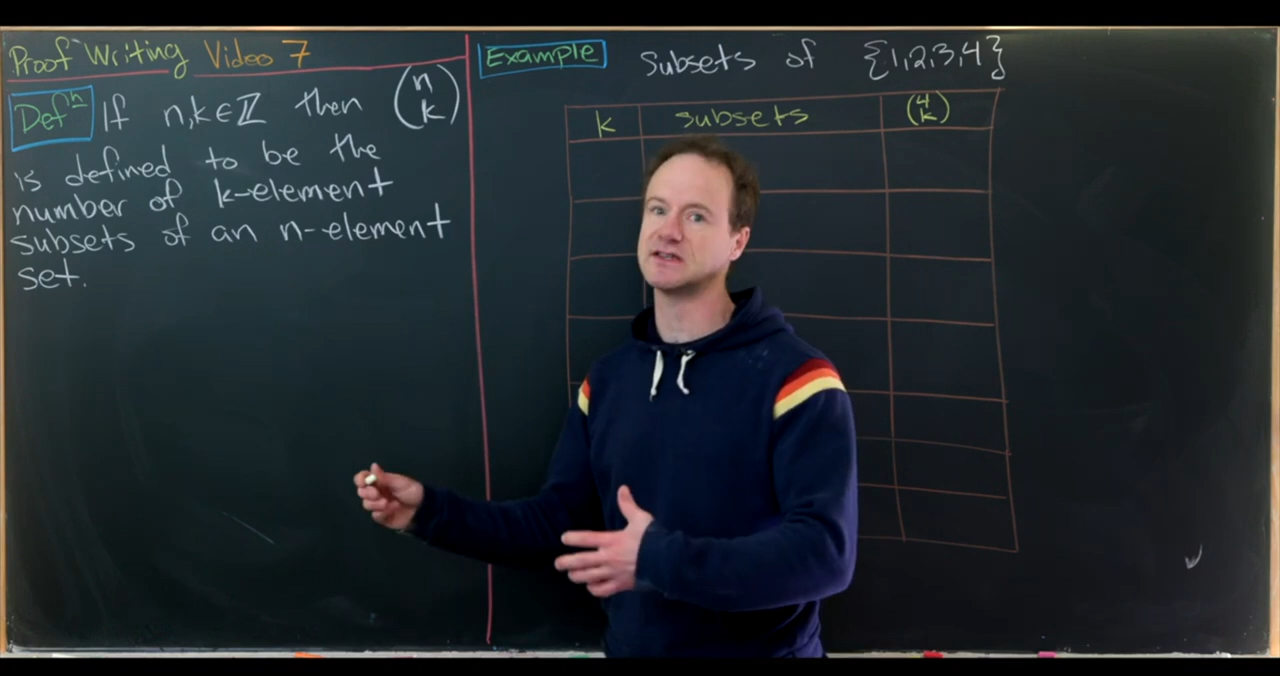 Proof Writing Video 7
Defⁿ If n,k∈ℤ then (n k)
is defined to be the
number of k-element
subsets of an n-element
set.
Example Subsets of {1,2,3,4}
k subsets (4 k)